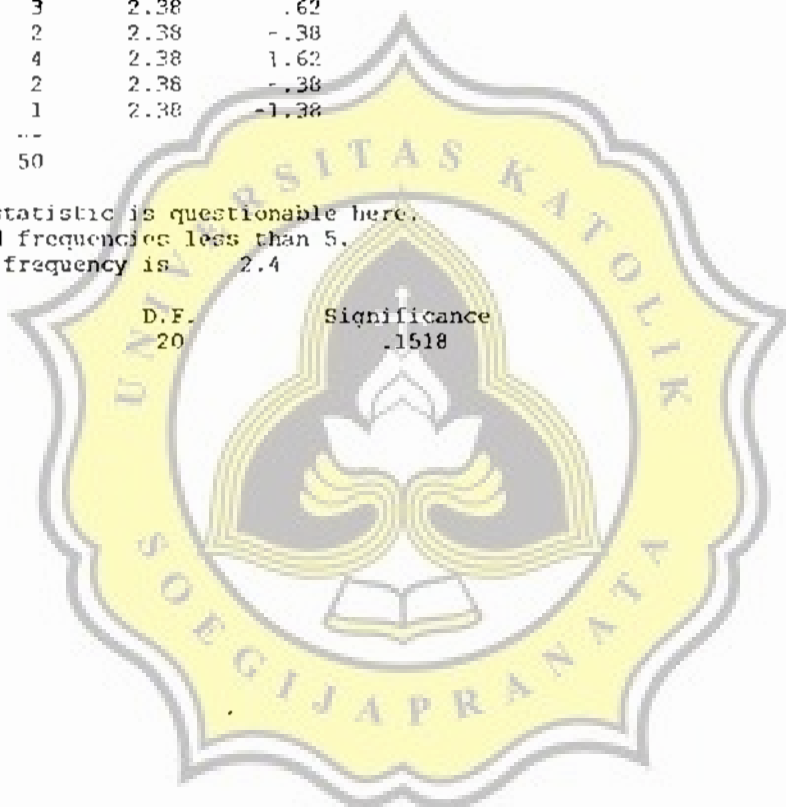 3 2.38 .62
2 2.38 -.38
4 2.38 1.62
2 2.38 -.38
1 2.38 -1.38
--
50
statistic is questionable here.
frequencies less than 5.
frequency is 2.4
D.F. Significance
20 .1518
UNIVERSITAS KATOLIK
SOEGIJAPRANATA